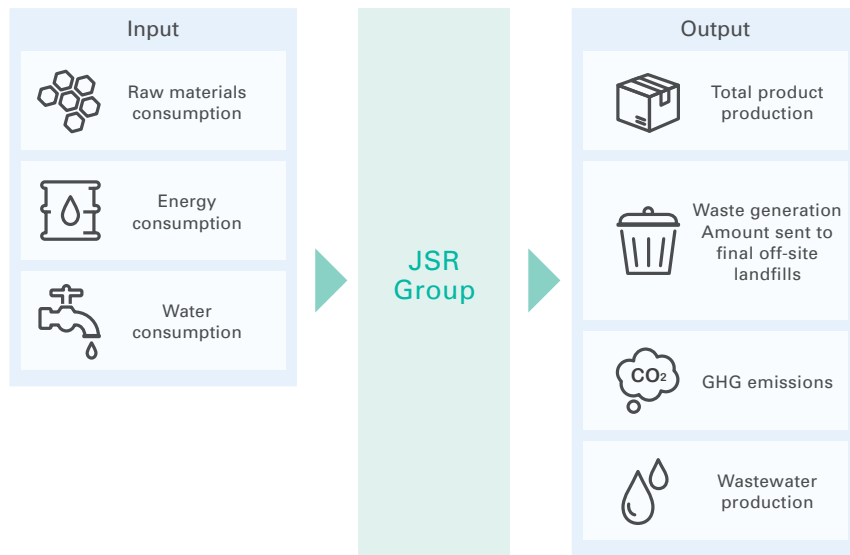 Input
Raw materials
consumption
Energy
consumption
Water
consumption
JSR
Group
Output
Total product
production
Waste generation
Amount sent to
final off-site
landfills
CO₂
GHG emissions
Wastewater
production